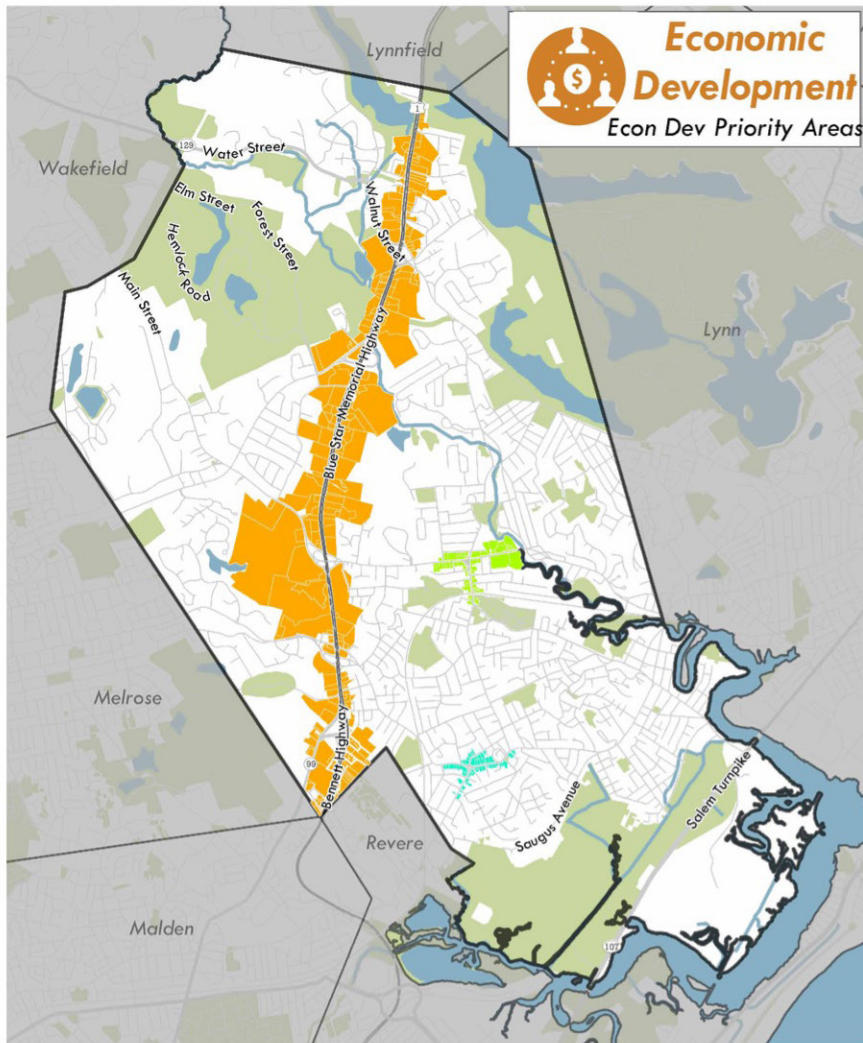 Economic
Development
Econ Dev Priority Areas
$
Lynnfield
1
129
Water Street
Wakefield
Elm Street
Walnut Street
Forest Street
Hemlock Road
Main Street
Lynn
Blue Star Memorial Highway
Melrose
Bennett Highway
99
Salem Turnpike
Saugus Avenue
Revere
Malden
107